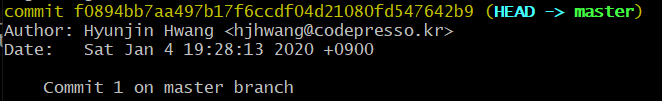 commit f0894bb7aa497b17f6ccdf04d21080fd547642b9 (HEAD -> master)
Author: Hyunjin Hwang <hjhwang@codepresso.kr>
Date:   Sat Jan 4 19:28:13 2020 +0900
Commit 1 on master branch